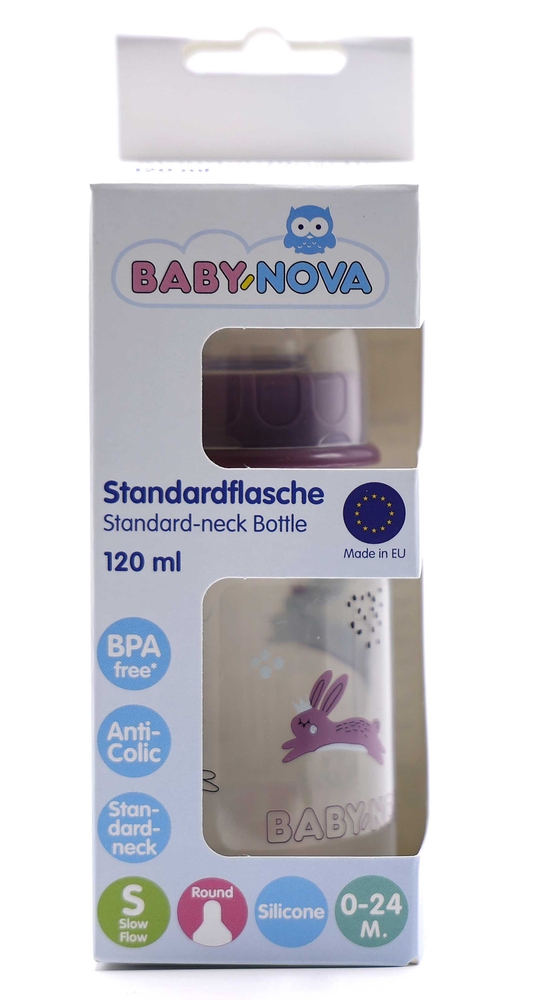 BABY NOVA
Standardflasche
Standard-neck Bottle
120 ml
Made in EU
BPA
free*
Anti-
Colic
Stan-
dard-
neck
S
Slow
Flow
Round
Silicone
0-24
M.
BABY N